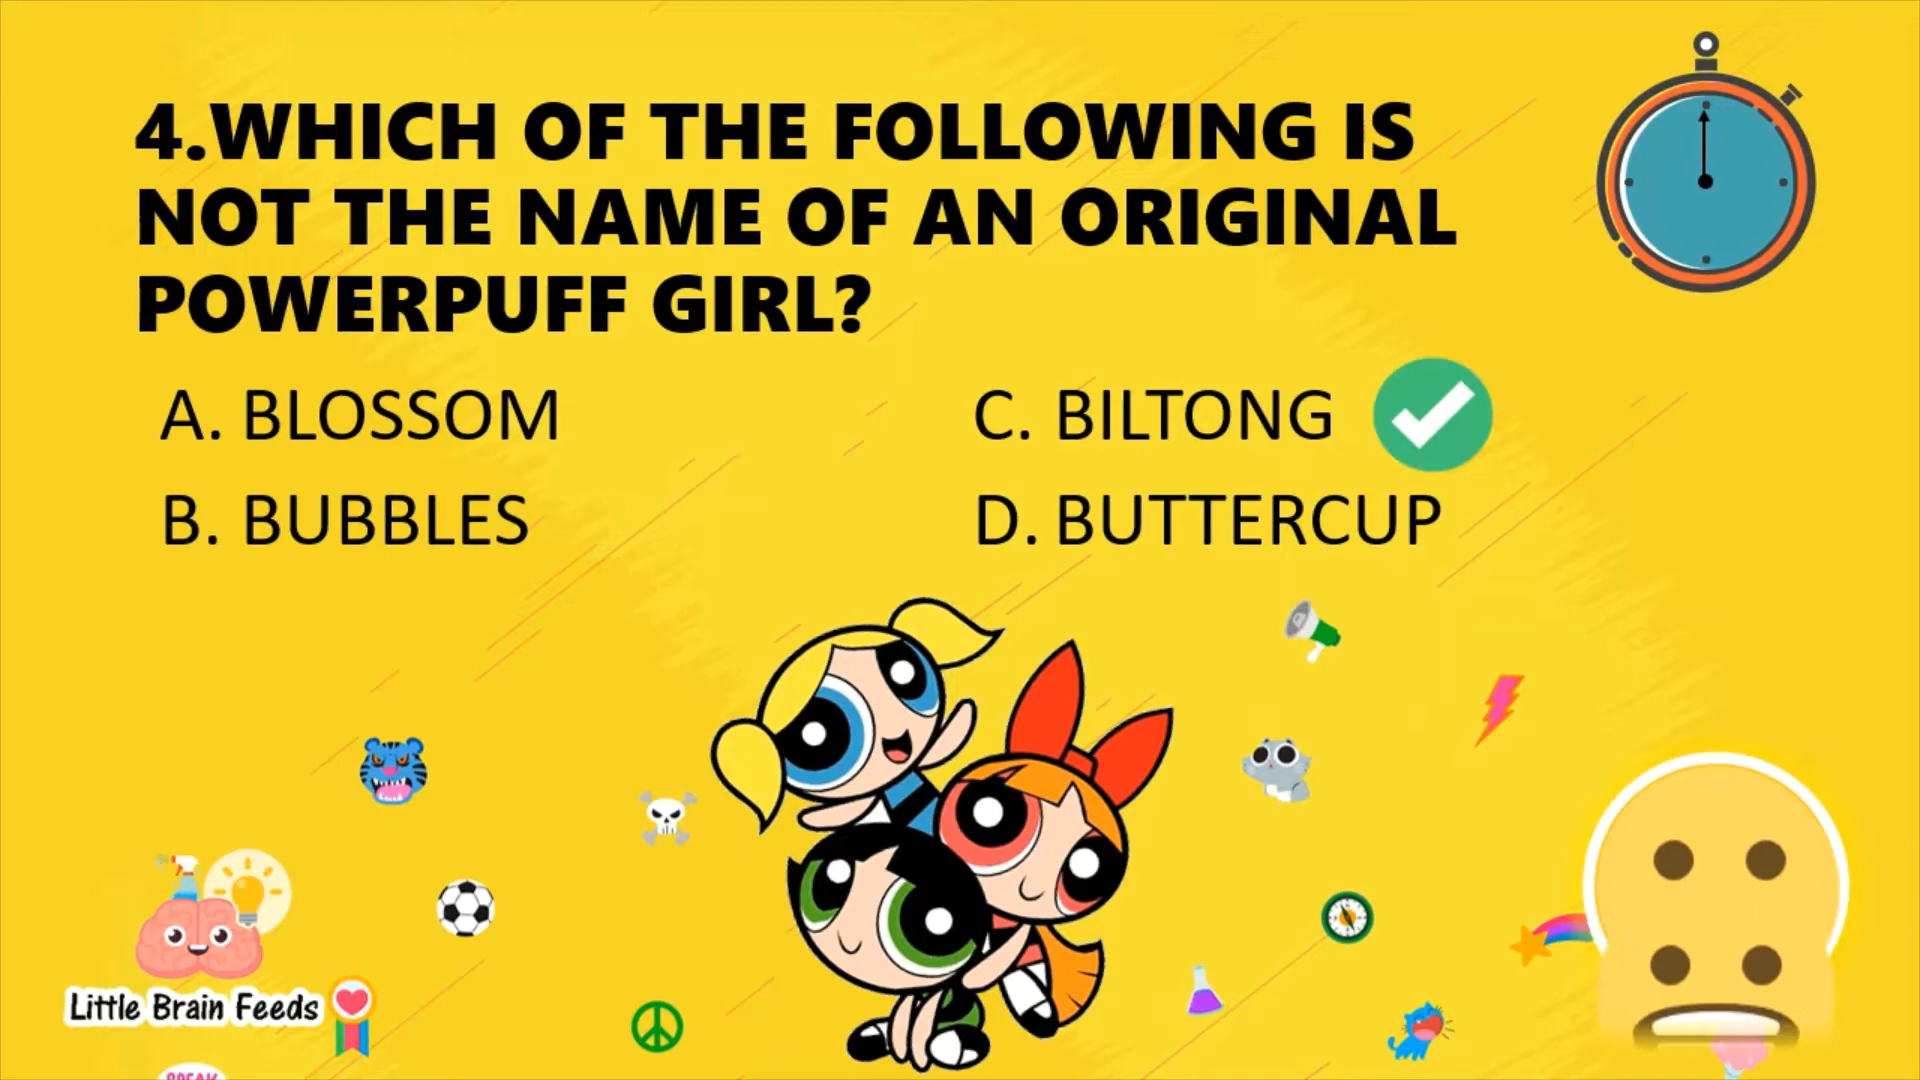 4.WHICH OF THE FOLLOWING IS
NOT THE NAME OF AN ORIGINAL
POWERPUFF GIRL?
A. BLOSSOM
B. BUBBLES
C. BILTONG
D. BUTTERCUP
Little Brain Feeds